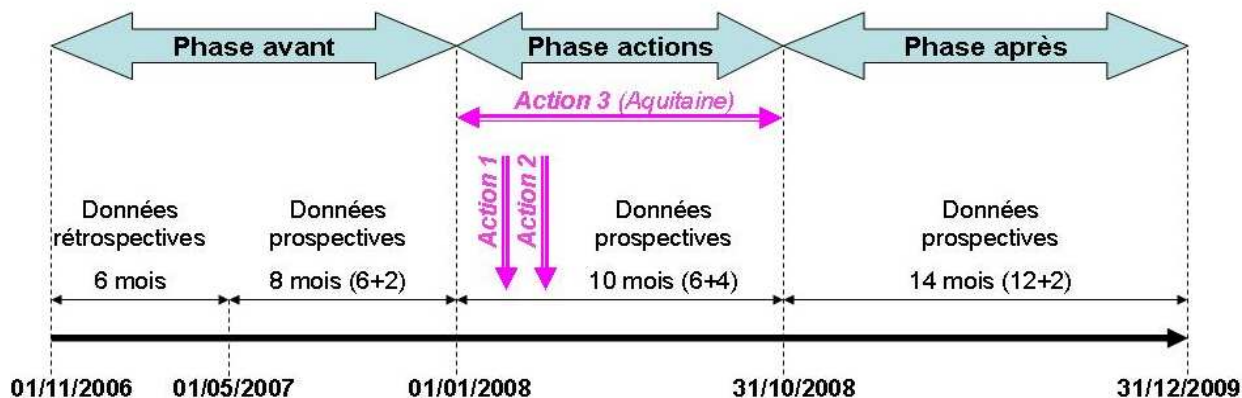 Phase avant
Phase actions
Phase après
Action 3 (Aquitaine)
Action 1
Action 2
Données
rétrospectives
6 mois
Données
prospectives
8 mois (6+2)
Données
prospectives
10 mois (6+4)
Données
prospectives
14 mois (12+2)
01/11/2006
01/05/2007
01/01/2008
31/10/2008
31/12/2009